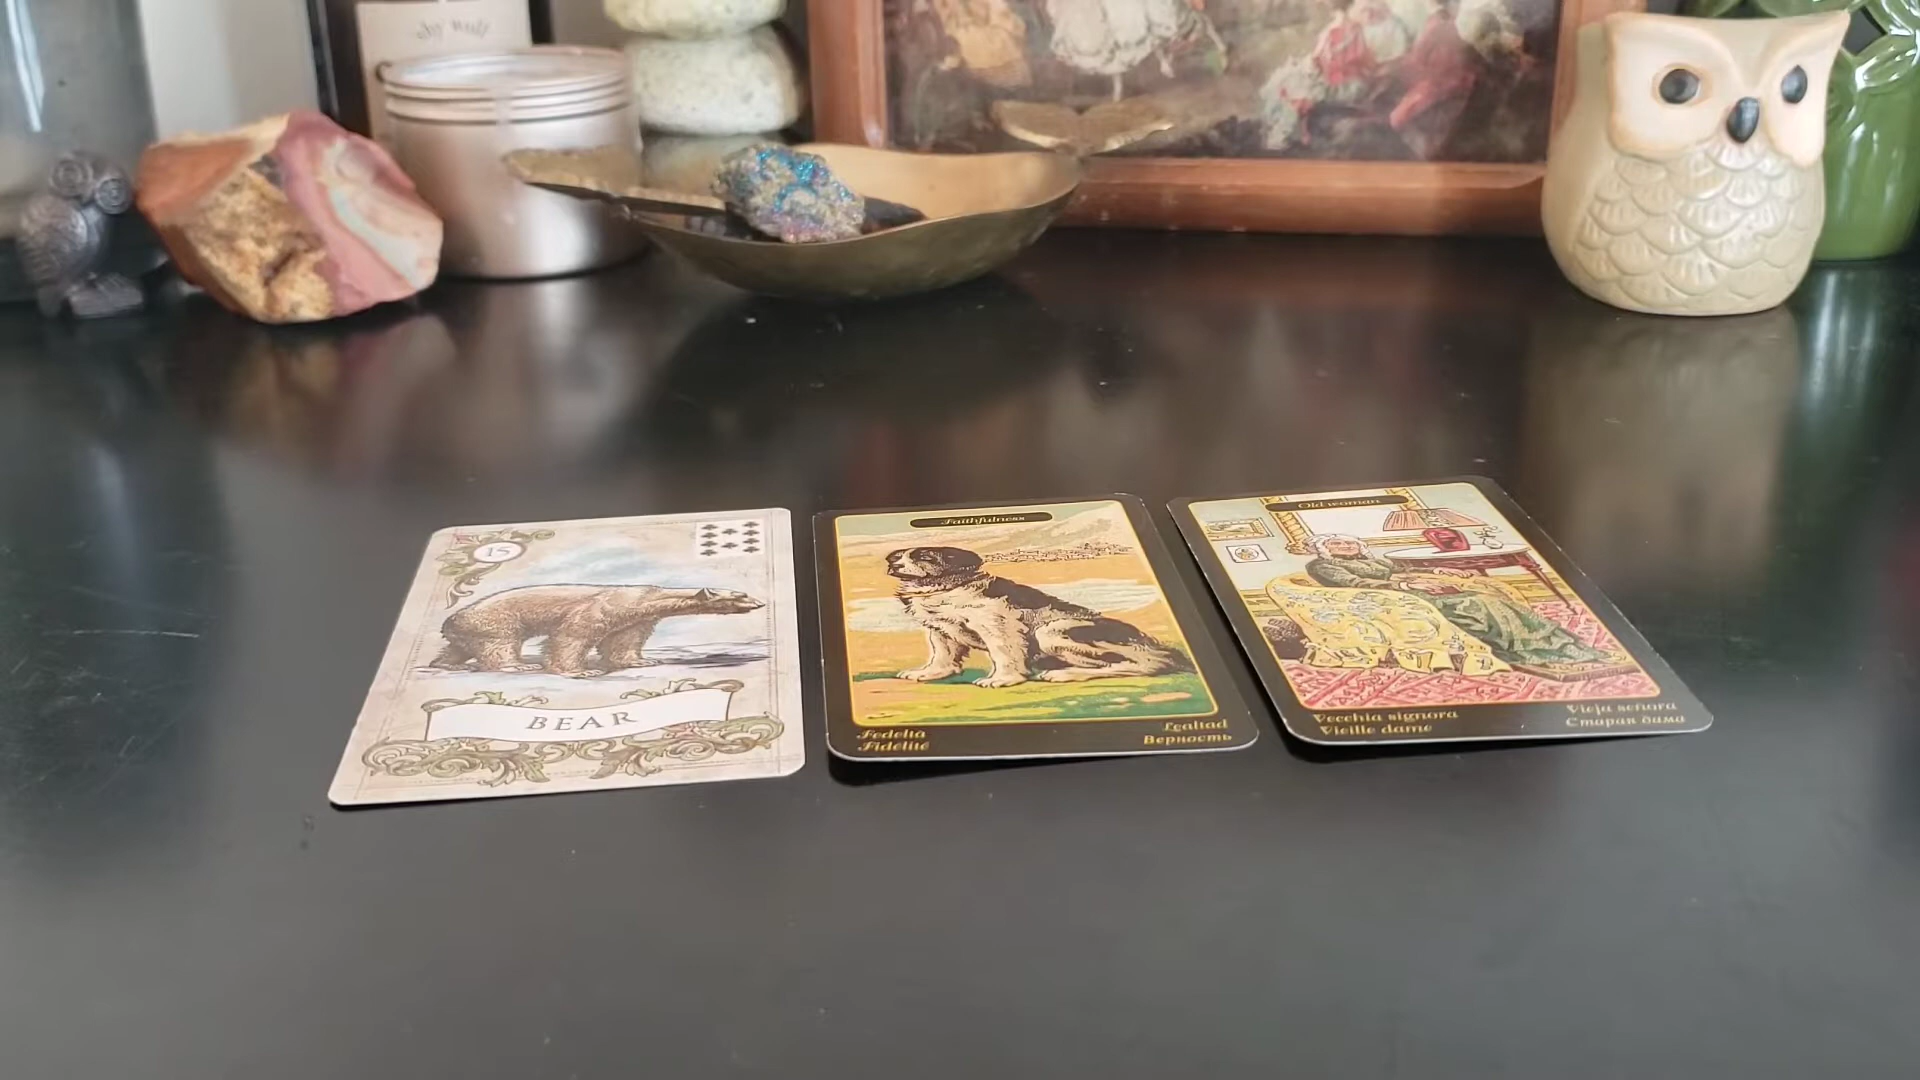 15
BEAR
Faithfulness
Fedeltà
Fidélité
Lealtad
Верность
Old woman
Vecchia signora
Vieille dame
Vieja señora
Старая дама